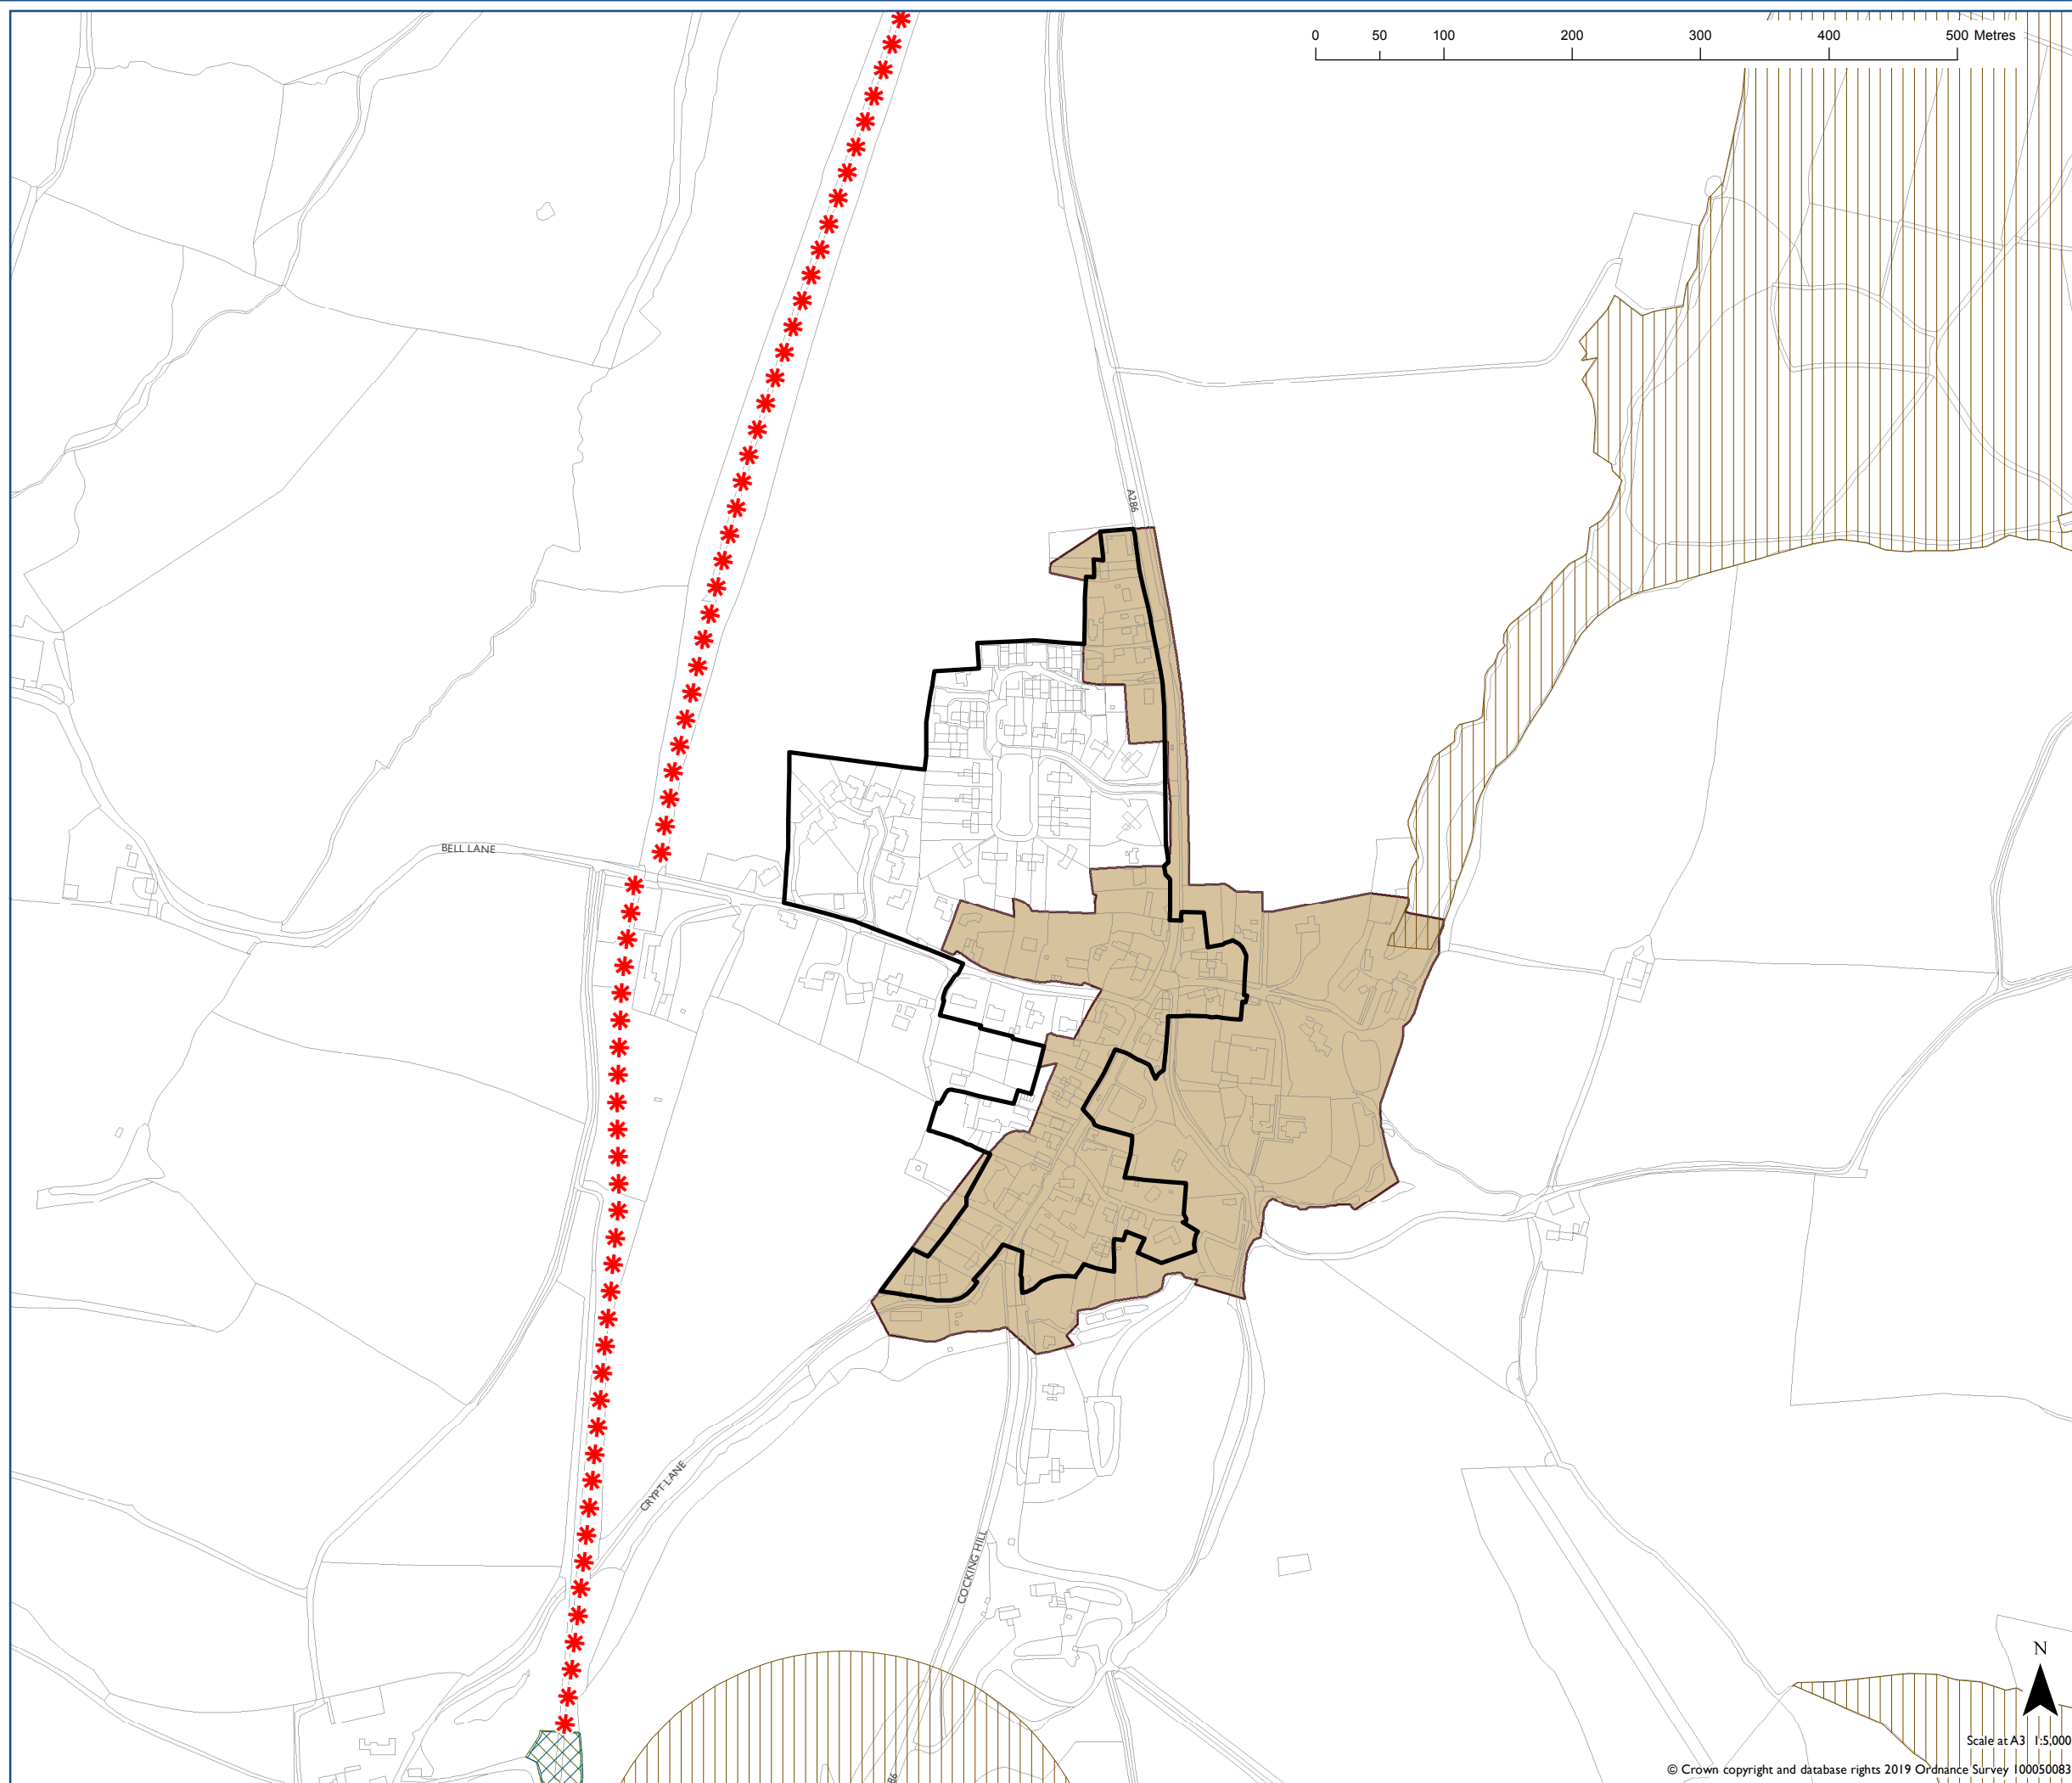 0 50 100 200 300 400 500 Metres
A286
BELL LANE
CRYPT LANE
COCKING HILL
86
N
Scale at A3 1:5,000
© Crown copyright and database rights 2019 Ordnance Survey 100050083